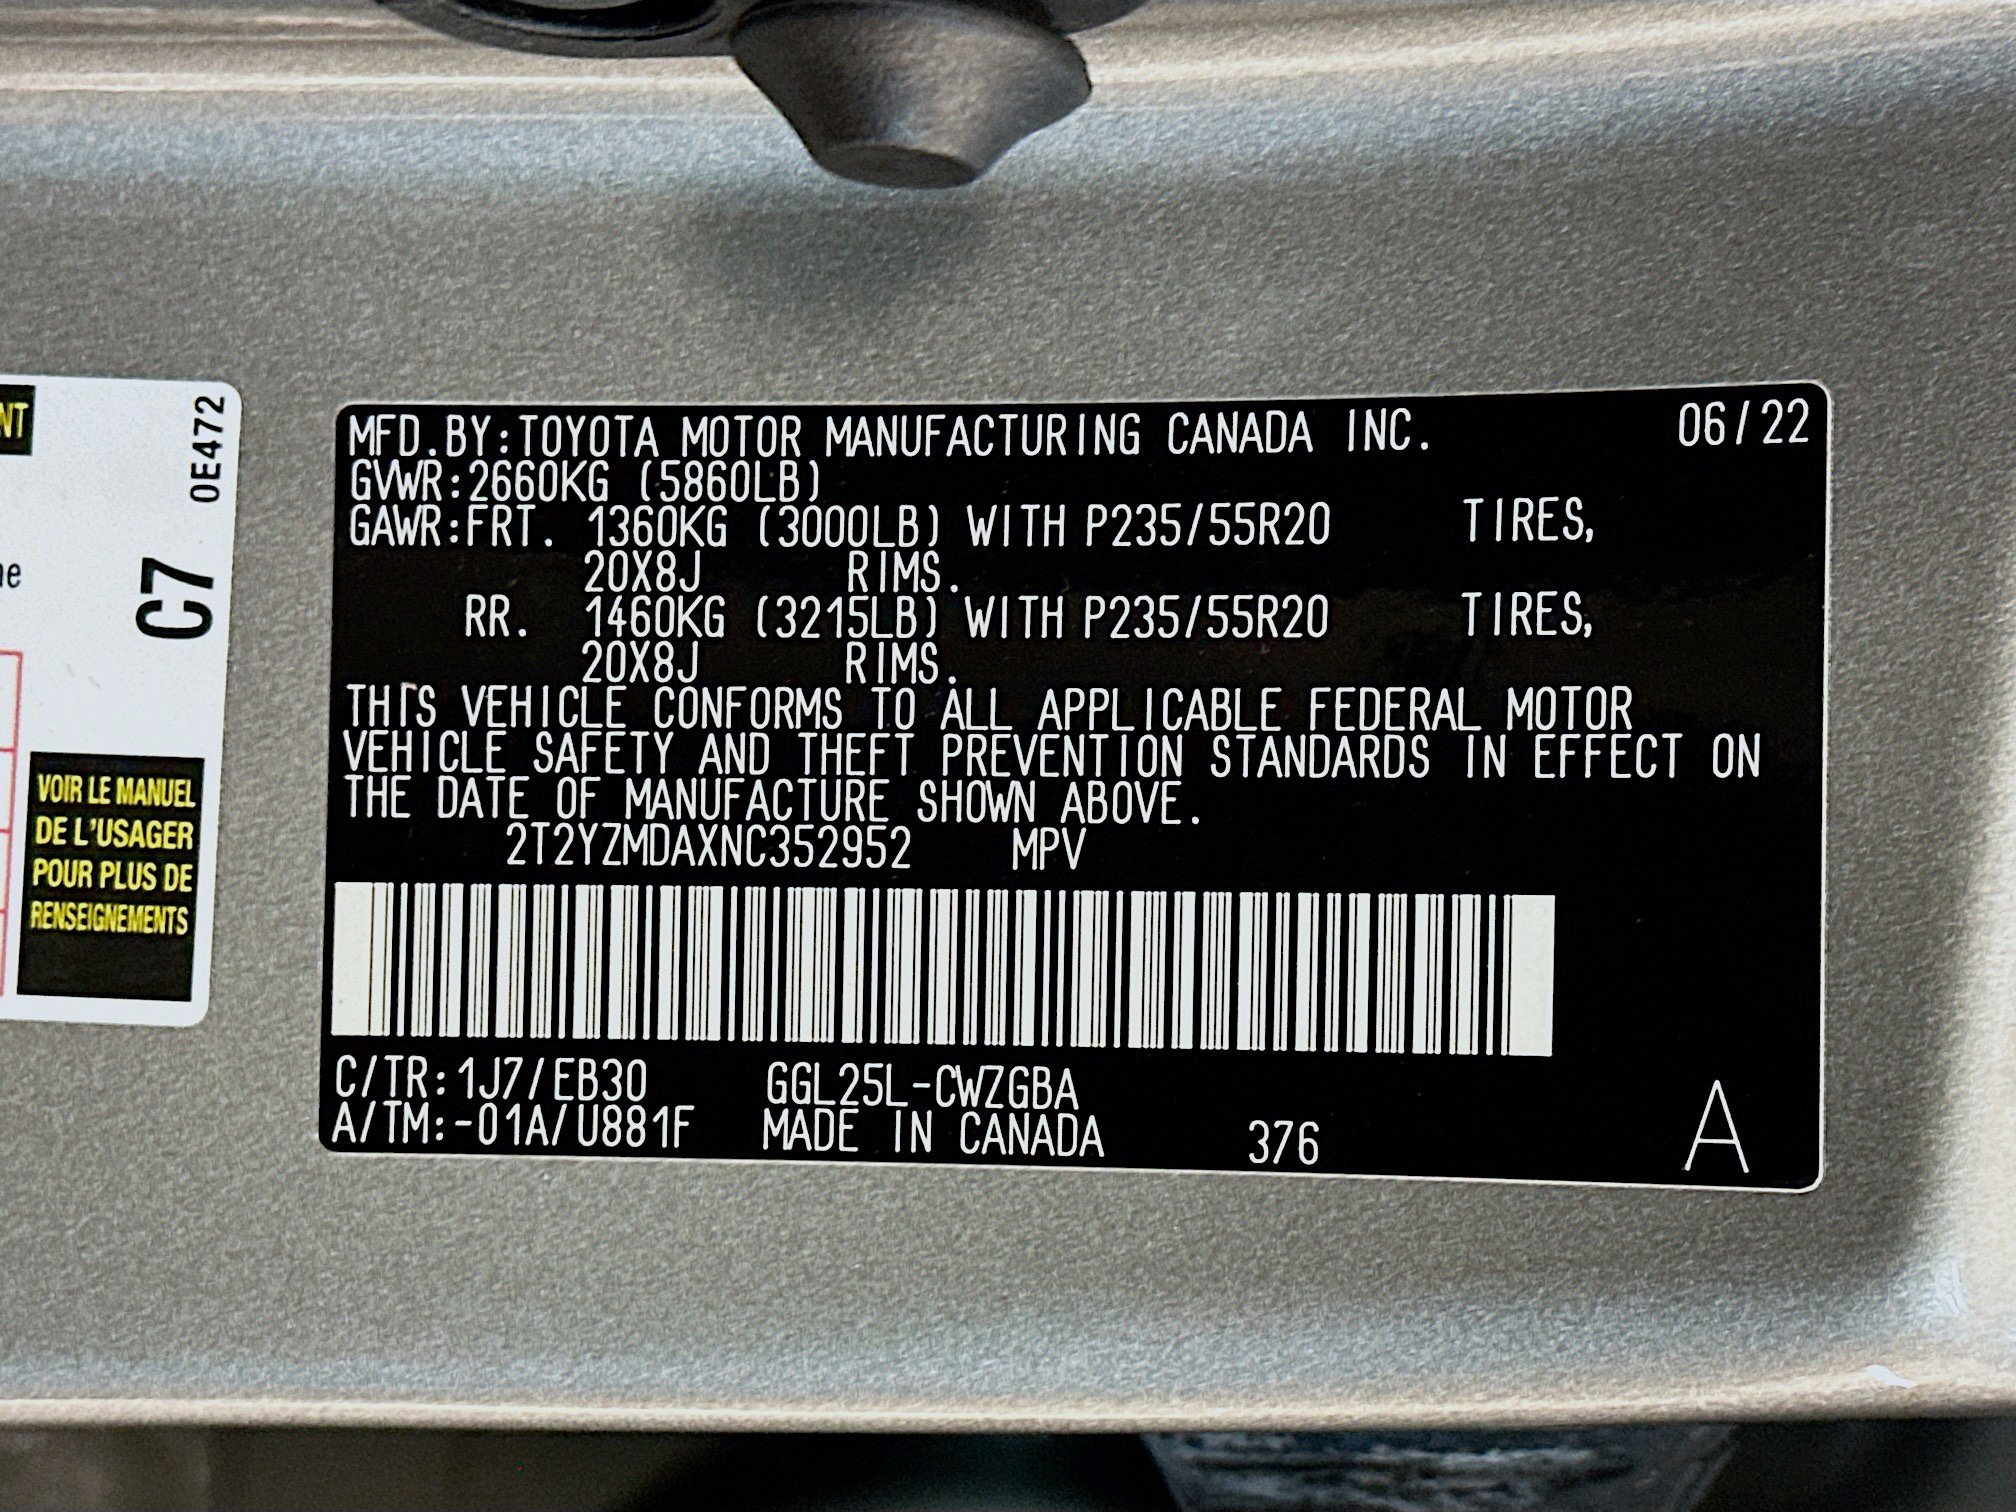 NT
0E472
C7
VOIR LE MANUEL
DE L'USAGER
POUR PLUS DE
RENSEIGNEMENTS
MFD.BY:TOYOTA MOTOR MANUFACTURING CANADA INC. 06/22
GVWR:2660KG (5860LB)
GAWR:FRT. 1360KG (3000LB) WITH P235/55R20 TIRES,
20X8J RIMS.
RR. 1460KG (3215LB) WITH P235/55R20 TIRES,
20X8J RIMS.
THIS VEHICLE CONFORMS TO ALL APPLICABLE FEDERAL MOTOR
VEHICLE SAFETY AND THEFT PREVENTION STANDARDS IN EFFECT ON
THE DATE OF MANUFACTURE SHOWN ABOVE.
2T2YZMDAXNC352952 MPV
C/TR:1J7/EB30 GGL25L-CWZGBA
A/TM:-01A/U881F MADE IN CANADA 376 A